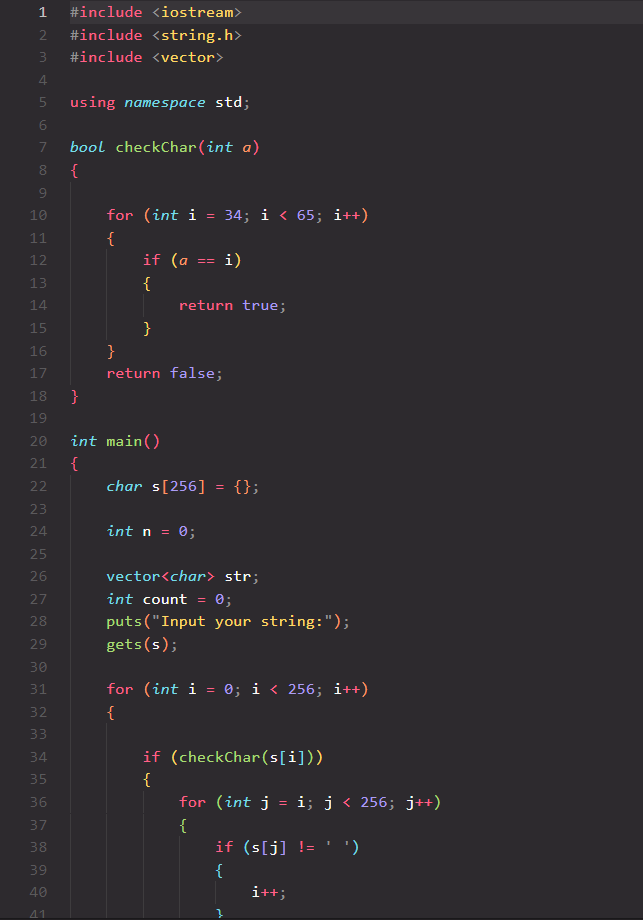 1 #include <iostream>
2 #include <string.h>
3 #include <vector>
4
5 using namespace std;
6
7 bool checkChar(int a)
8 {
9
10     for (int i = 34; i < 65; i++)
11     {
12         if (a == i)
13         {
14             return true;
15         }
16     }
17     return false;
18 }
19
20 int main()
21 {
22     char s[256] = {};
23
24     int n = 0;
25
26     vector<char> str;
27     int count = 0;
28     puts("Input your string:");
29     gets(s);
30
31     for (int i = 0; i < 256; i++)
32     {
33
34         if (checkChar(s[i]))
35         {
36             for (int j = i; j < 256; j++)
37             {
38                 if (s[j] != ' ')
39                 {
40                     i++;
41                 }